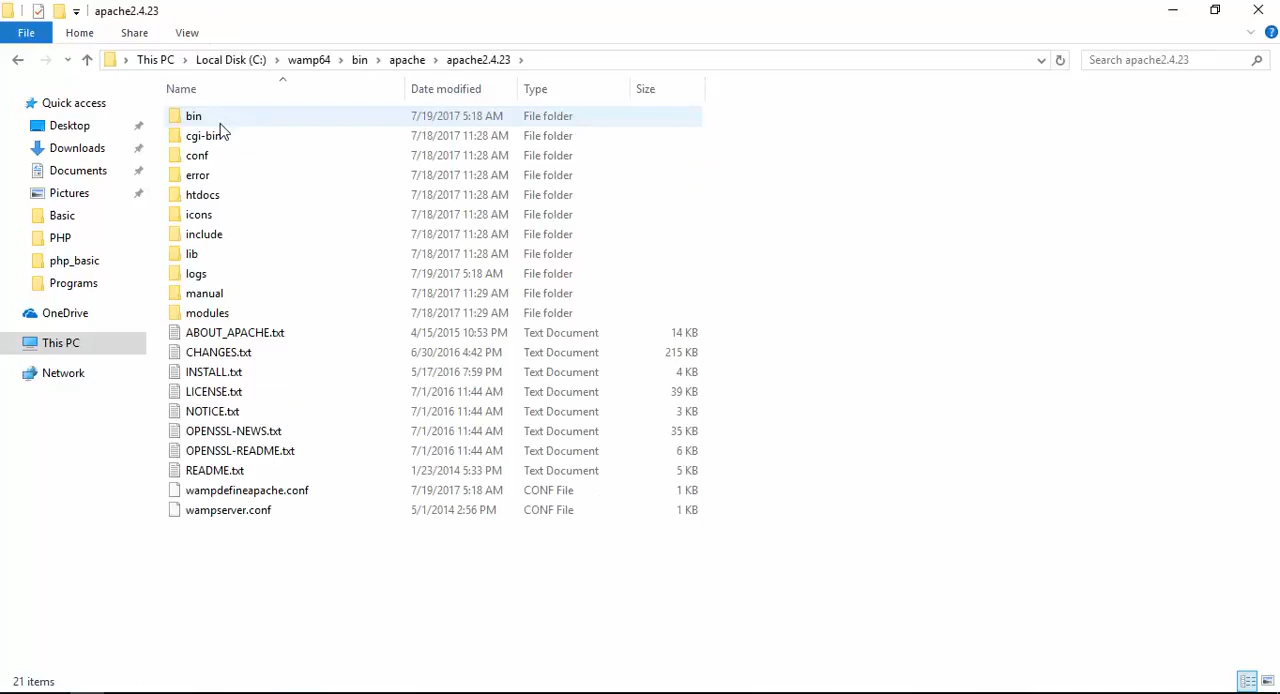 apache2.4.23
File Home Share View
This PC Local Disk (C:) wamp64 bin apache apache2.4.23 Search apache2.4.23
Name Date modified Type Size
Quick access
Desktop
Downloads
Documents
Pictures
Basic
PHP
php_basic
Programs
OneDrive
This PC
Network
bin 7/19/2017 5:18 AM File folder
cgi-bin 7/18/2017 11:28 AM File folder
conf 7/18/2017 11:28 AM File folder
error 7/18/2017 11:28 AM File folder
htdocs 7/18/2017 11:28 AM File folder
icons 7/18/2017 11:28 AM File folder
include 7/18/2017 11:28 AM File folder
lib 7/18/2017 11:28 AM File folder
logs 7/19/2017 5:18 AM File folder
manual 7/18/2017 11:29 AM File folder
modules 7/18/2017 11:29 AM File folder
ABOUT_APACHE.txt 4/15/2015 10:53 PM Text Document 14 KB
CHANGES.txt 6/30/2016 4:42 PM Text Document 215 KB
INSTALL.txt 5/17/2016 7:59 PM Text Document 4 KB
LICENSE.txt 7/1/2016 11:44 AM Text Document 39 KB
NOTICE.txt 7/1/2016 11:44 AM Text Document 3 KB
OPENSSL-NEWS.txt 7/1/2016 11:44 AM Text Document 35 KB
OPENSSL-README.txt 7/1/2016 11:44 AM Text Document 6 KB
README.txt 1/23/2014 5:33 PM Text Document 5 KB
wampdefineapache.conf 7/19/2017 5:18 AM CONF File 1 KB
wampserver.conf 5/1/2014 2:56 PM CONF File 1 KB
21 items